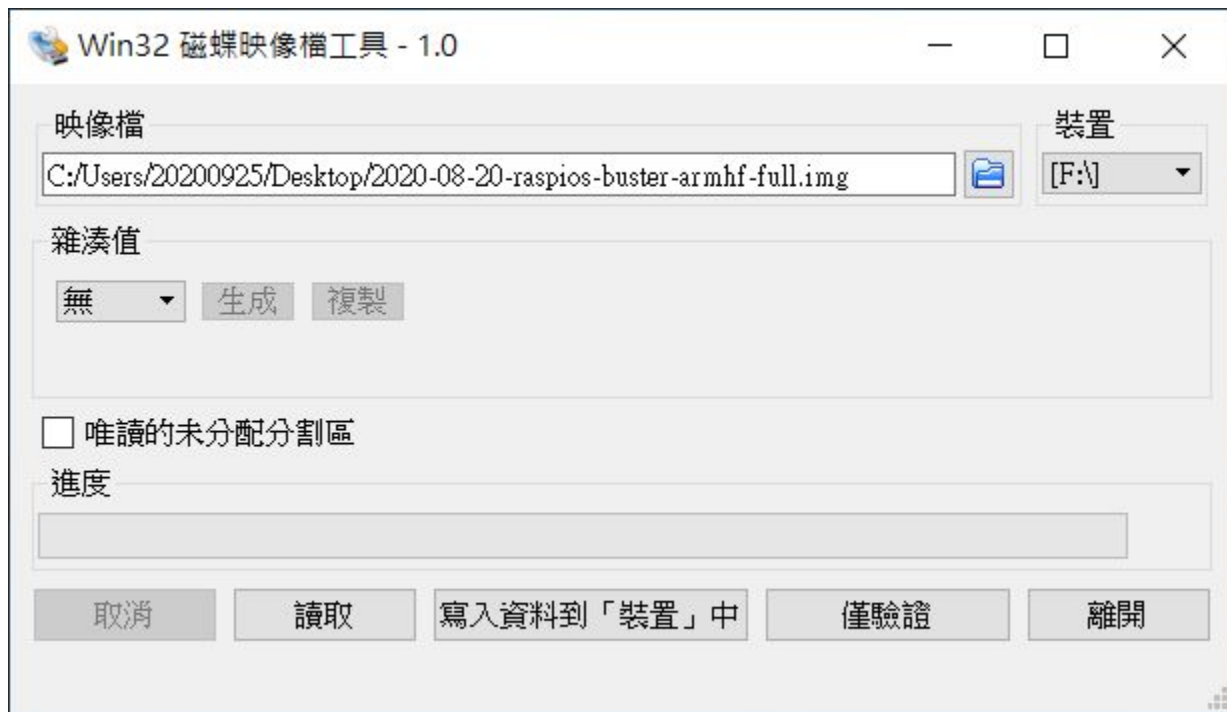 Win32 磁蝶映像檔工具 - 1.0
映像檔
裝置
C:/Users/20200925/Desktop/2020-08-20-raspios-buster-armhf-full.img
[F:\]
雜湊值
無
生成
複製
唯讀的未分配分割區
進度
取消
讀取
寫入資料到「裝置」中
僅驗證
離開